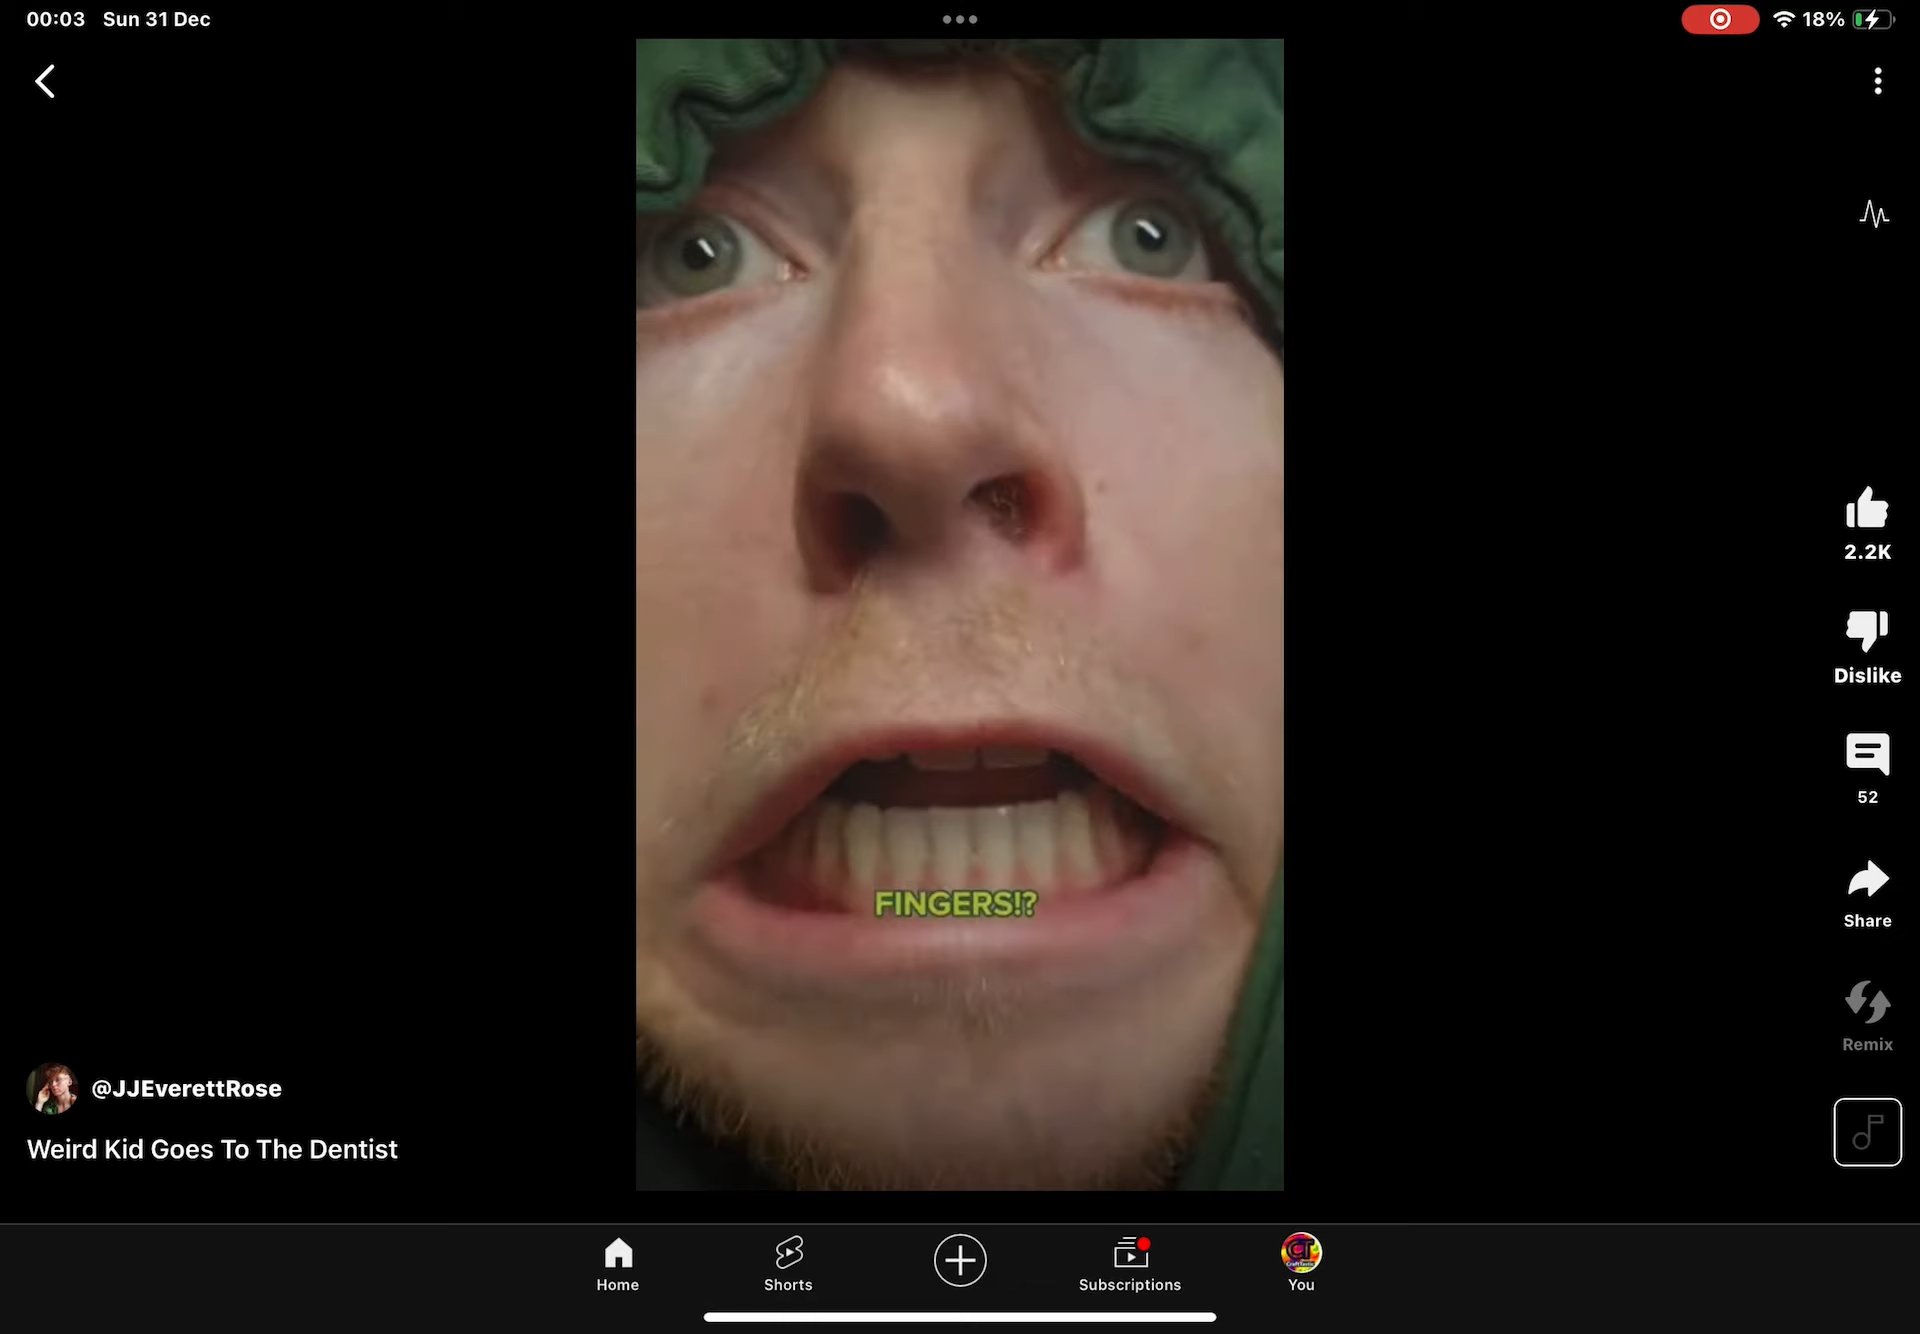 00:03 Sun 31 Dec
18%
2.2K
Dislike
52
Share
Remix
FINGERS!?
@JJEverettRose
Weird Kid Goes To The Dentist
Home
Shorts
Subscriptions
You
CT